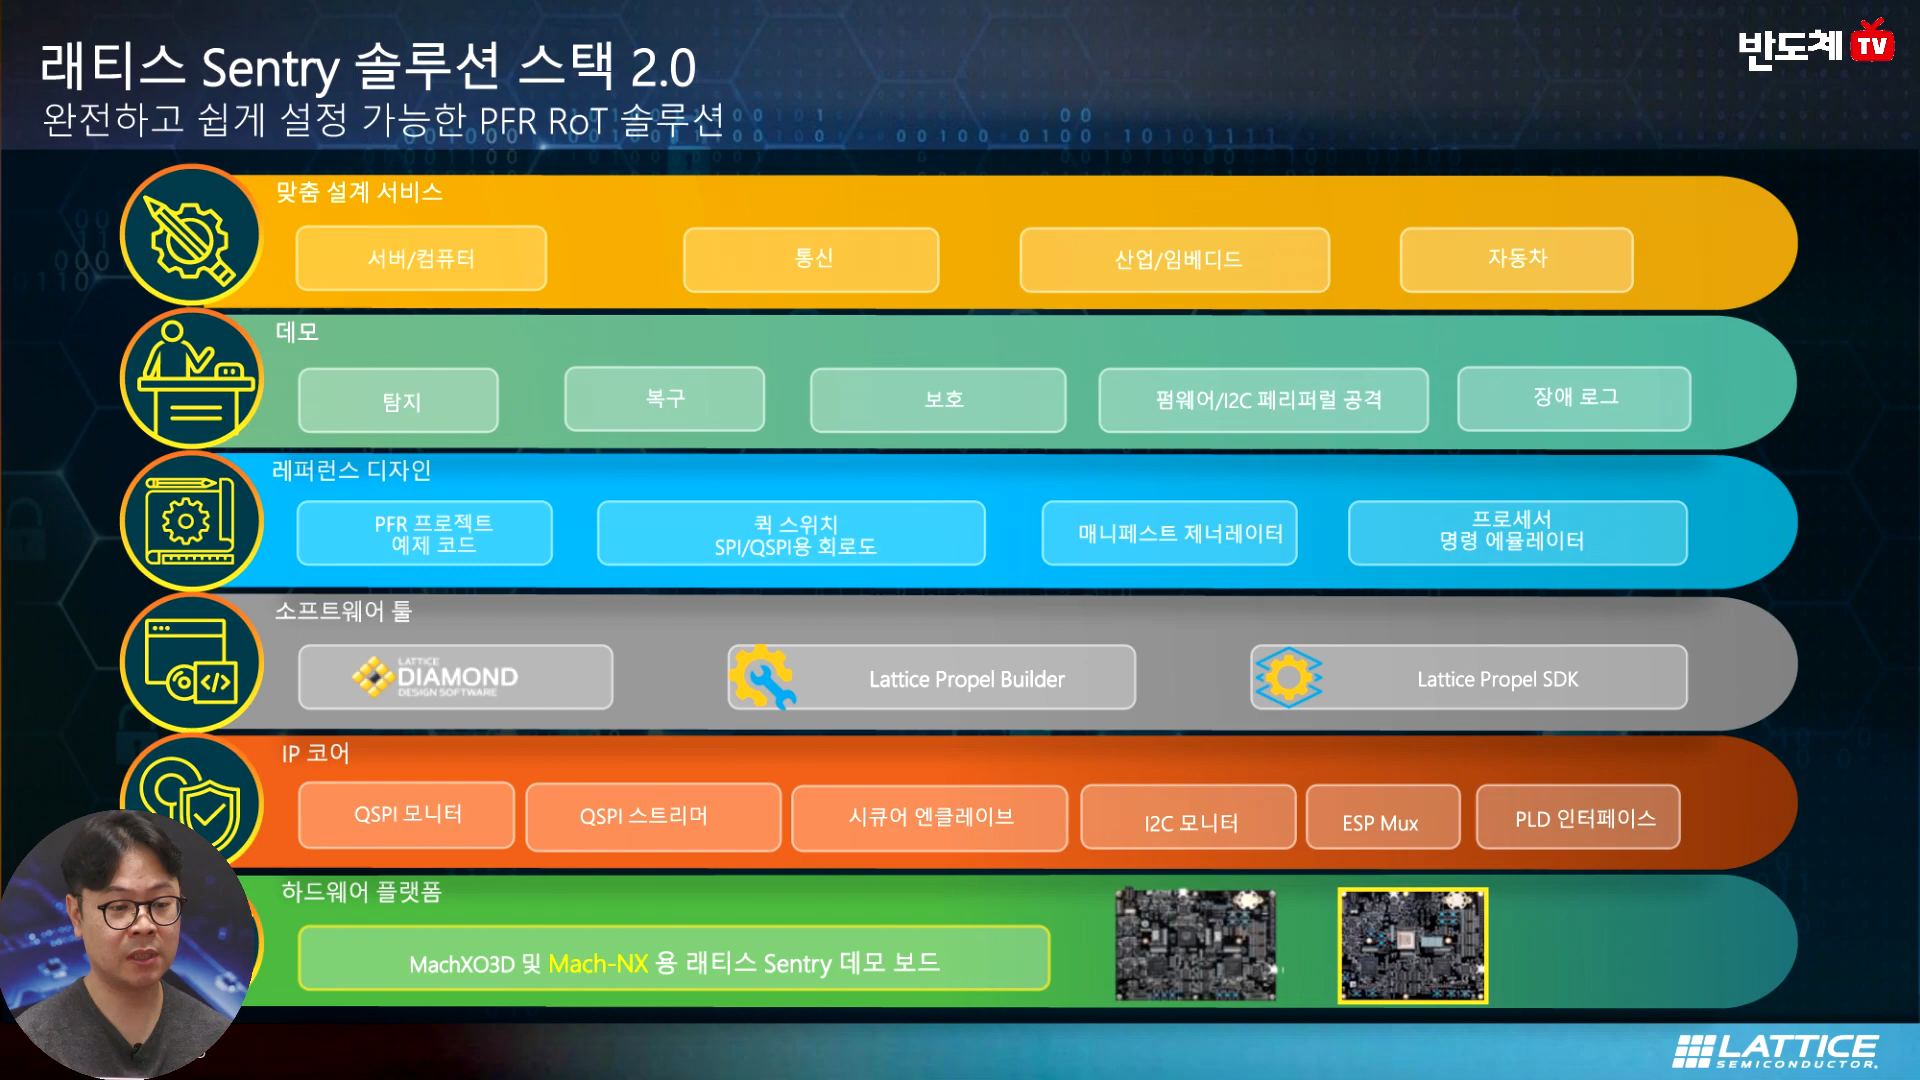 래티스 Sentry 솔루션 스택 2.0
완전하고 쉽게 설정 가능한 PFR RoT 솔루션
반도체 TV
맞춤 설계 서비스
서버/컴퓨터
통신
산업/임베디드
자동차
데모
탐지
복구
보호
펌웨어/I2C 페리퍼럴 공격
장애 로그
레퍼런스 디자인
PFR 프로젝트
예제 코드
퀵 스위치
SPI/QSPI용 회로도
매니페스트 제너레이터
프로세서
명령 에뮬레이터
소프트웨어 툴
LATTICE
DIAMOND
DESIGN SOFTWARE
Lattice Propel Builder
Lattice Propel SDK
IP 코어
QSPI 모니터
QSPI 스트리머
시큐어 엔클레이브
I2C 모니터
ESP Mux
PLD 인터페이스
하드웨어 플랫폼
MachXO3D 및 Mach-NX 용 래티스 Sentry 데모 보드
LATTICE
SEMICONDUCTOR